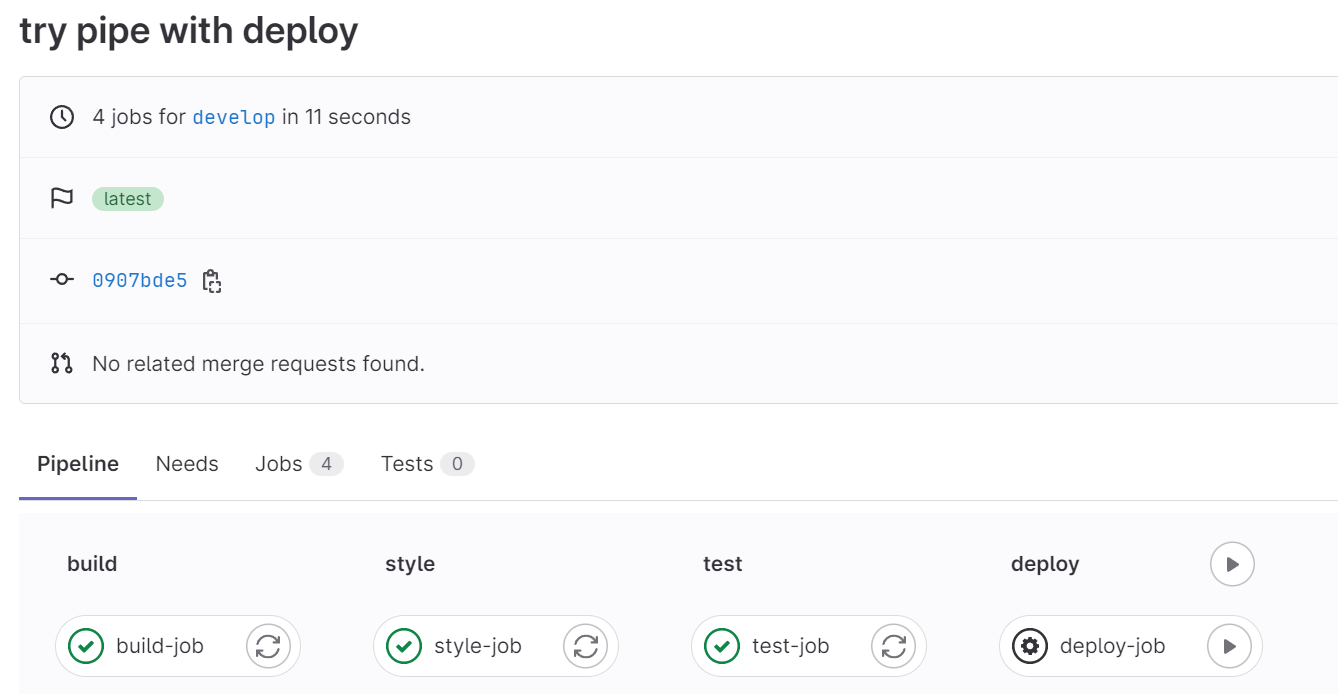 try pipe with deploy
4 jobs for develop in 11 seconds
latest
0907bde5
No related merge requests found.
Pipeline Needs Jobs 4 Tests 0
build style test deploy
build-job style-job test-job deploy-job